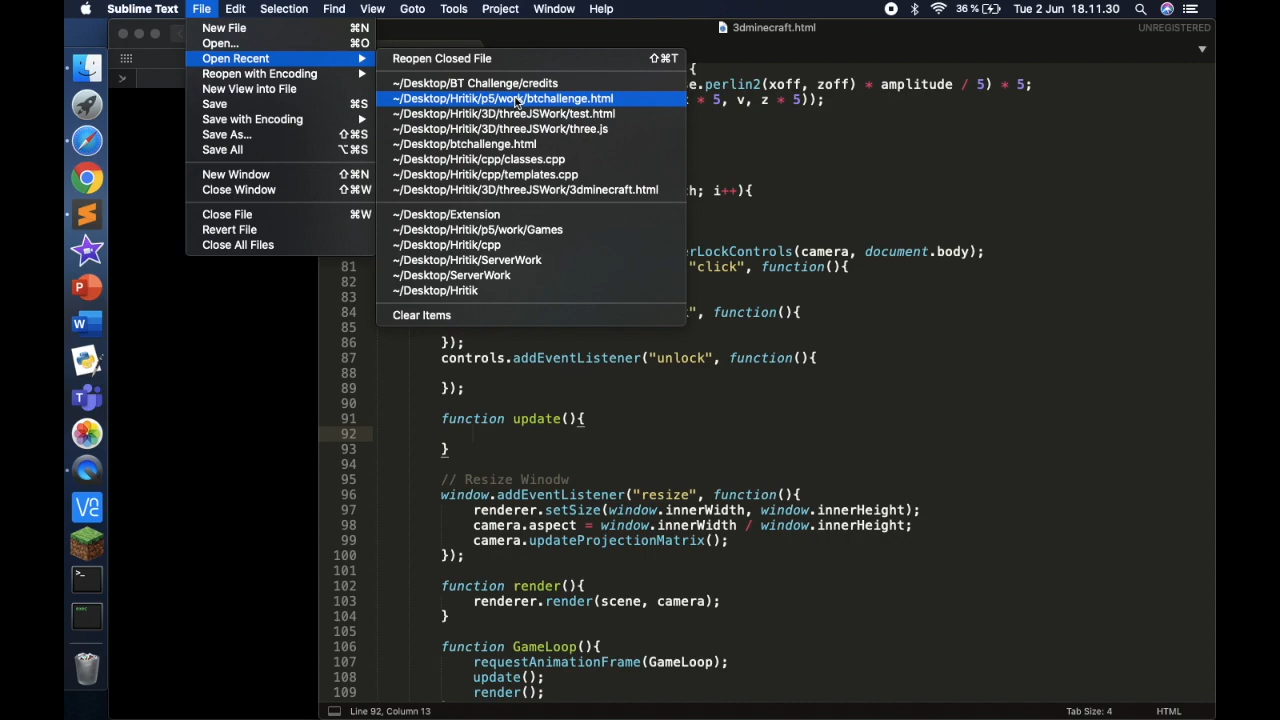 Sublime Text File Edit Selection Find View Goto Tools Project Window Help 36% Tue 2 Jun 18.11.30
3dminecraft.html UNREGISTERED
New File ⌘N
Open... ⌘O
Open Recent ▶
Reopen with Encoding ▶
New View into File
Save ⌘S
Save with Encoding ▶
Save As... ⇧⌘S
Save All ⌥⌘S
New Window ⇧⌘N
Close Window ⇧⌘W
Close File ⌘W
Revert File
Close All Files
Reopen Closed File ⇧⌘T
~/Desktop/BT Challenge/credits
~/Desktop/Hritik/p5/work/btchallenge.html
~/Desktop/Hritik/3D/threeJSWork/test.html
~/Desktop/Hritik/3D/threeJSWork/three.js
~/Desktop/btchallenge.html
~/Desktop/Hritik/cpp/classes.cpp
~/Desktop/Hritik/cpp/templates.cpp
~/Desktop/Hritik/3D/threeJSWork/3dminecraft.html
~/Desktop/Extension
~/Desktop/Hritik/p5/work/Games
~/Desktop/Hritik/cpp
~/Desktop/Hritik/ServerWork
~/Desktop/ServerWork
~/Desktop/Hritik
Clear Items
{
e.perlin2(xoff, zoff) * amplitude / 5) * 5;
* 5, v, z * 5));
h; i++){
rLockControls(camera, document.body);
81 "click", function(){
82
83
84 ", function(){
85
86 });
87 controls.addEventListener("unlock", function(){
88
89 });
90
91 function update(){
92
93 }
94
95 // Resize Winodw
96 window.addEventListener("resize", function(){
97 renderer.setSize(window.innerWidth, window.innerHeight);
98 camera.aspect = window.innerWidth / window.innerHeight;
99 camera.updateProjectionMatrix();
100 });
101
102 function render(){
103 renderer.render(scene, camera);
104 }
105
106 function GameLoop(){
107 requestAnimationFrame(GameLoop);
108 update();
109 render();
Line 92, Column 13 Tab Size: 4 HTML